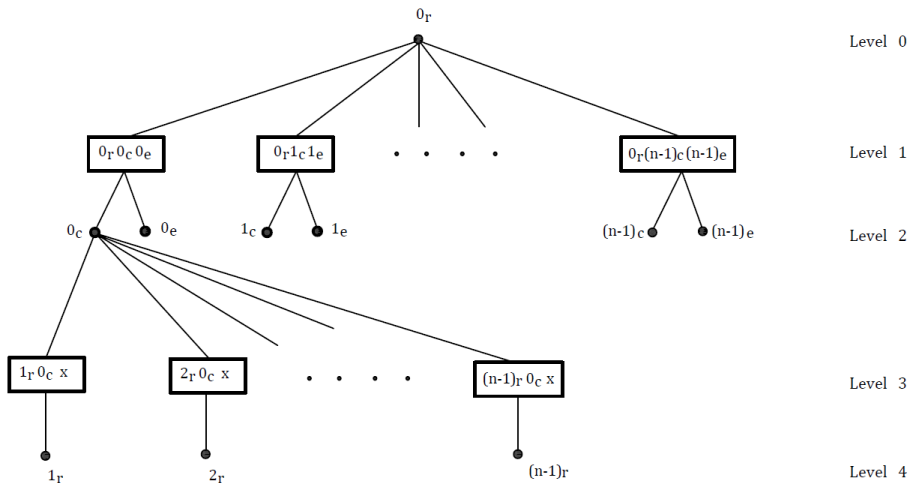 0r Level 0
0r 0c 0e 0r 1c 1e 0r (n-1)c (n-1)e Level 1
0c 0e 1c 1e (n-1)c (n-1)e Level 2
1r 0c x 2r 0c x (n-1)r 0c x Level 3
1r 2r (n-1)r Level 4